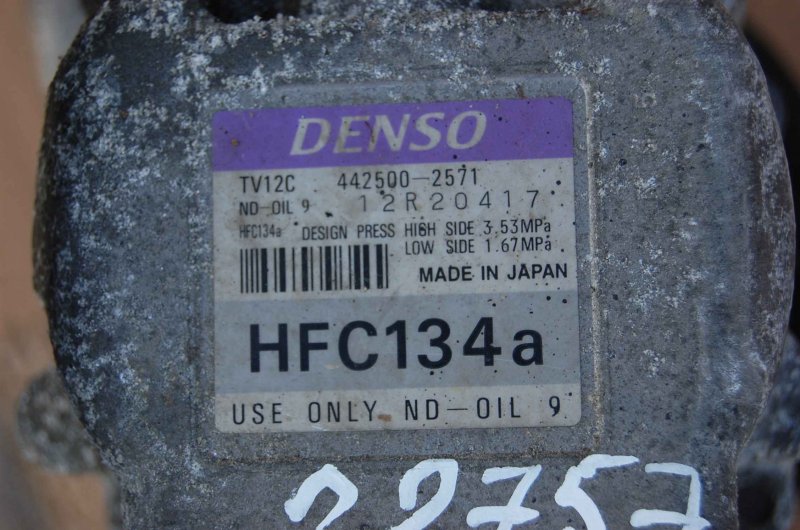 DENSO
TV12C 442500-2571
ND-OIL 9 12R20417
HFC134a DESIGN PRESS HIGH SIDE 3.53MPa
LOW SIDE 1.67MPa
MADE IN JAPAN
HFC134a
USE ONLY ND-OIL 9
22757